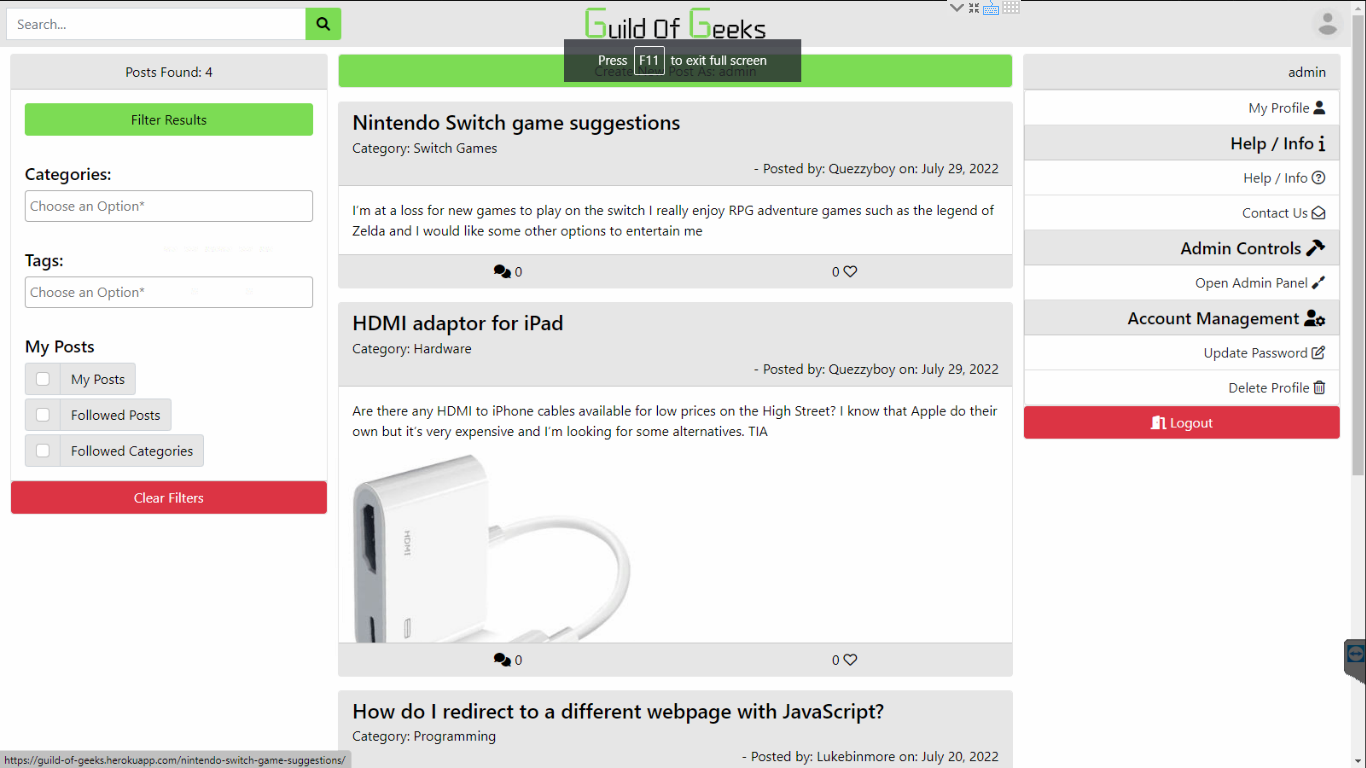 Search...
Guild Of Geeks
Press F11 to exit full screen
Posts Found: 4
Filter Results
Categories:
Choose an Option*
Tags:
Choose an Option*
My Posts
My Posts
Followed Posts
Followed Categories
Clear Filters
Create New Post As: admin
Nintendo Switch game suggestions
Category: Switch Games
- Posted by: Quezzyboy on: July 29, 2022
I'm at a loss for new games to play on the switch I really enjoy RPG adventure games such as the legend of
Zelda and I would like some other options to entertain me
0
0
HDMI adaptor for iPad
Category: Hardware
- Posted by: Quezzyboy on: July 29, 2022
Are there any HDMI to iPhone cables available for low prices on the High Street? I know that Apple do their
own but it's very expensive and I'm looking for some alternatives. TIA
HDMI
0
0
How do I redirect to a different webpage with JavaScript?
Category: Programming
- Posted by: Lukebinmore on: July 20, 2022
admin
My Profile
Help / Info
Help / Info
Contact Us
Admin Controls
Open Admin Panel
Account Management
Update Password
Delete Profile
Logout
https://guild-of-geeks.herokuapp.com/nintendo-switch-game-suggestions/